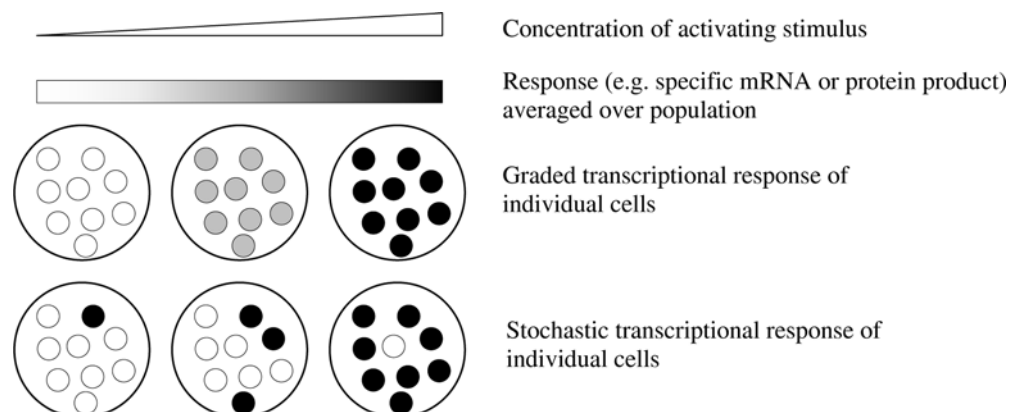 Concentration of activating stimulus
Response (e.g. specific mRNA or protein product)
averaged over population
Graded transcriptional response of
individual cells
Stochastic transcriptional response of
individual cells